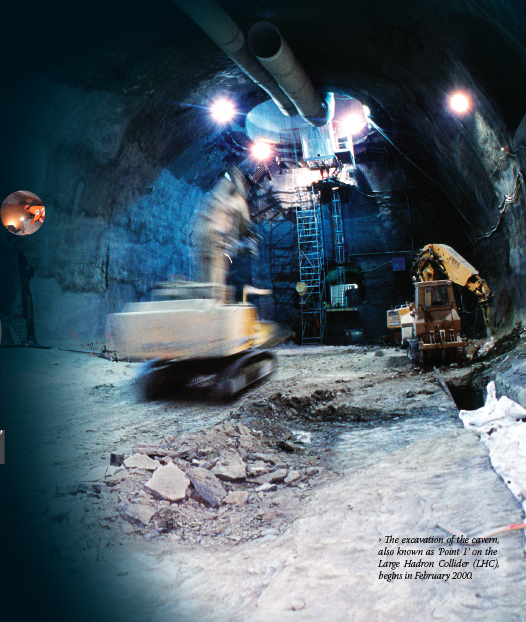 › The excavation of the cavern,
also known as ‘Point 1’ on the
Large Hadron Collider (LHC),
begins in February 2000.